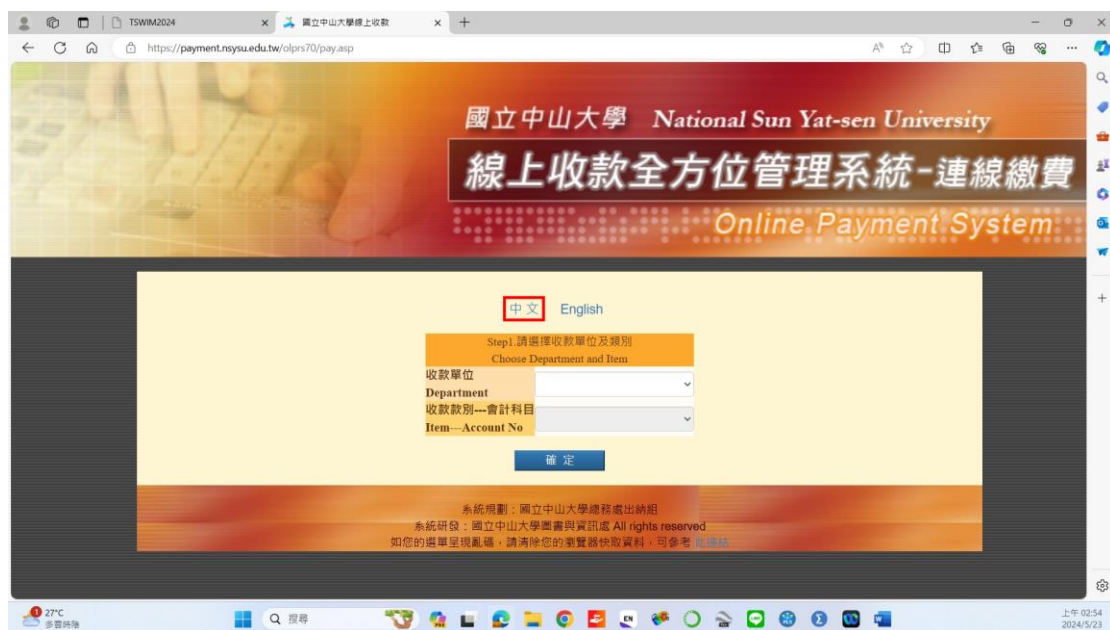 TSWIM2024
國立中山大學線上收款
https://payment.nsysu.edu.tw/olprs70/pay.asp
國立中山大學 National Sun Yat-sen University
線上收款全方位管理系統-連線繳費
Online Payment System
中文 English
Step1.請選擇收款單位及類別
Choose Department and Item
收款單位
Department
收款款別---會計科目
Item---Account No
確定
系統規劃:國立中山大學總務處出納組
系統研發:國立中山大學圖書與資訊處 All rights reserved
如您的選單呈現亂碼,請清除您的瀏覽器快取資料,可參考 此連結
27°C
多雲時陰
搜尋
上午 02:54
2024/5/23